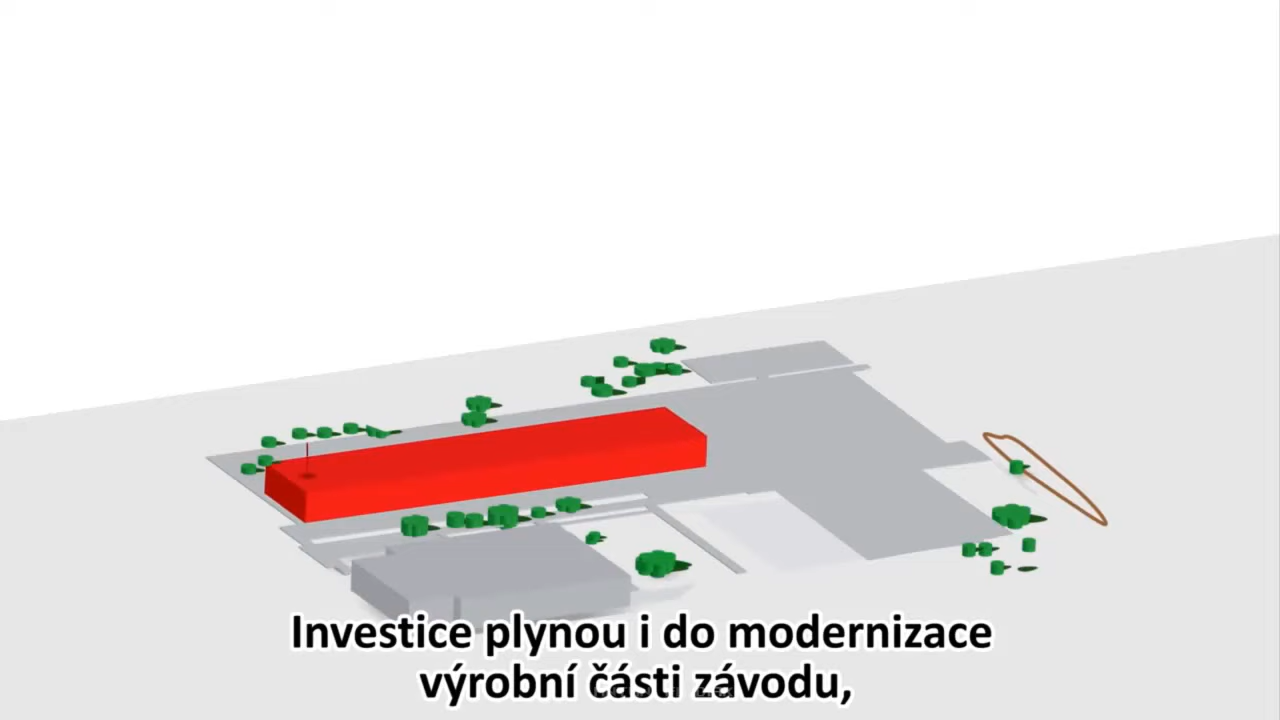 Investice plynou i do modernizace
výrobní části závodu,